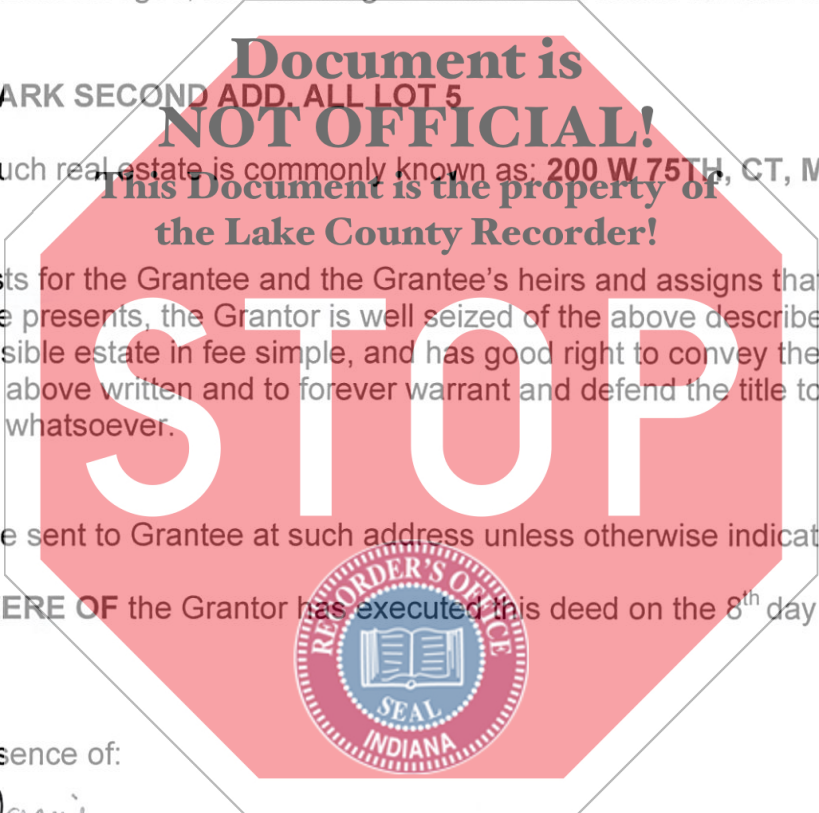 Document is
ARK SECOND ADD, ALL LOT 5
NOT OFFICIAL!
uch real estate is commonly known as: 200 W 75TH, CT, M
This Document is the property of
the Lake County Recorder!
sts for the Grantee and the Grantee's heirs and assigns that
e presents, the Grantor is well seized of the above describe
sible estate in fee simple, and has good right to convey the
above written and to forever warrant and defend the title to
whatsoever.
STOP
e sent to Grantee at such address unless otherwise indicat
ERE OF the Grantor has executed this deed on the 8th day
RECORDER'S OFFICE
SEAL
INDIANA
sence of: